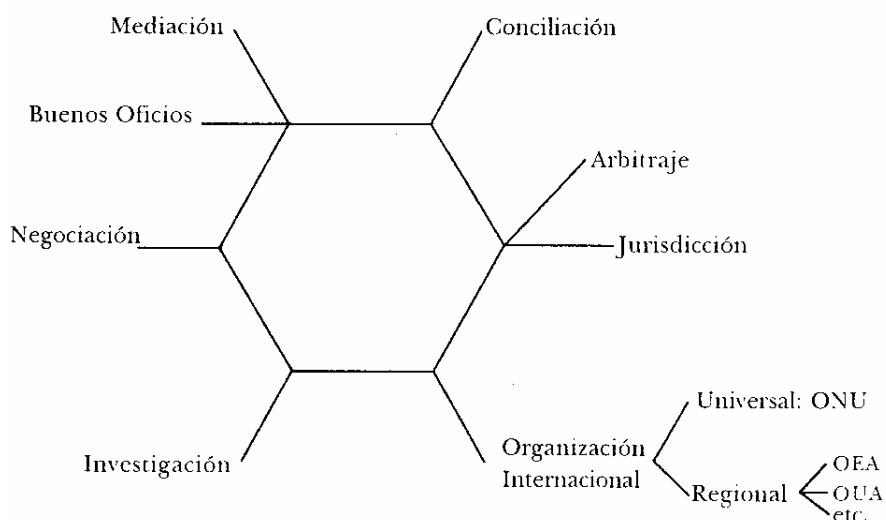 Mediación
Conciliación
Buenos Oficios
Arbitraje
Negociación
Jurisdicción
Universal: ONU
Organización
Internacional
Investigación
OEA
Regional
OUA
etc.